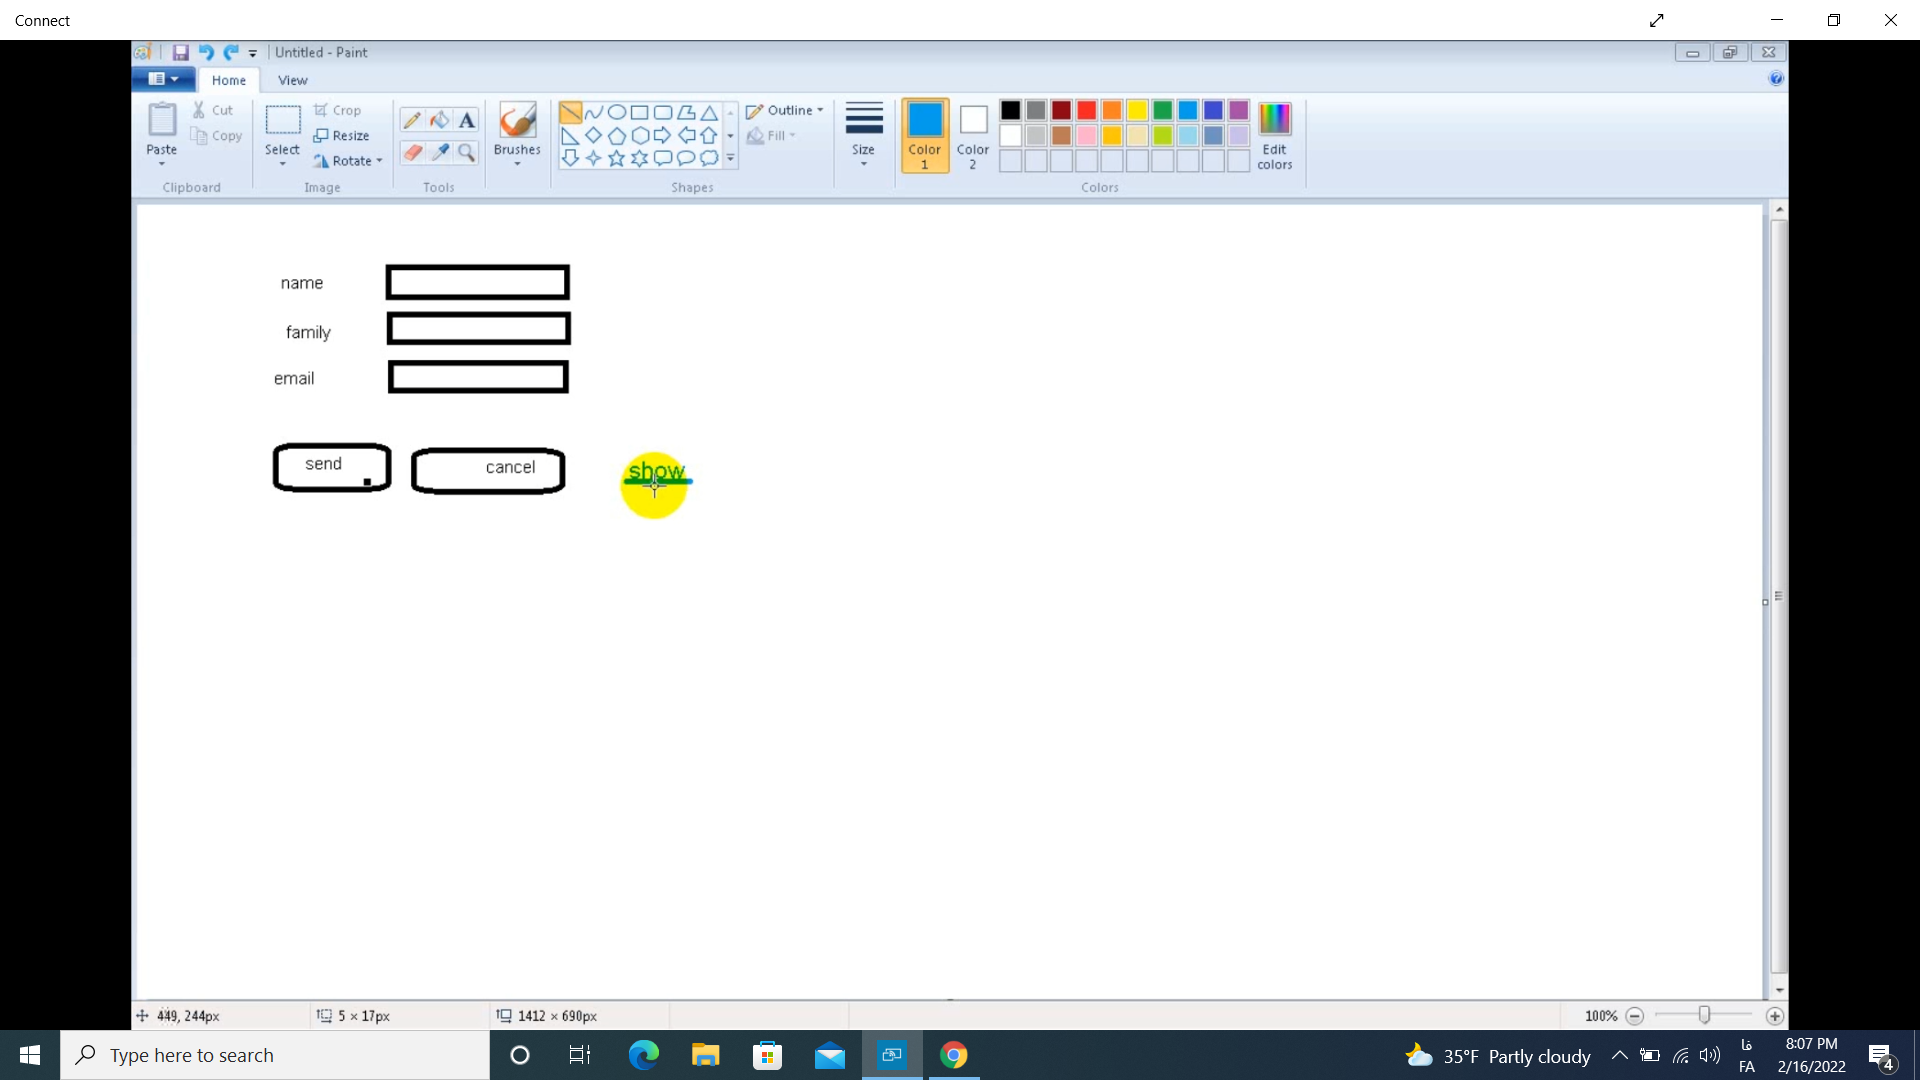 Connect
Untitled - Paint
Home
View
Paste
Cut
Copy
Clipboard
Select
Crop
Resize
Rotate
Image
Tools
Brushes
Outline
Fill
Shapes
Size
Color 1
Color 2
Edit colors
Colors
name
family
email
send
cancel
show
449, 244px
5 × 17px
1412 × 690px
100%
Type here to search
35°F Partly cloudy
فا
FA
8:07 PM
2/16/2022
4